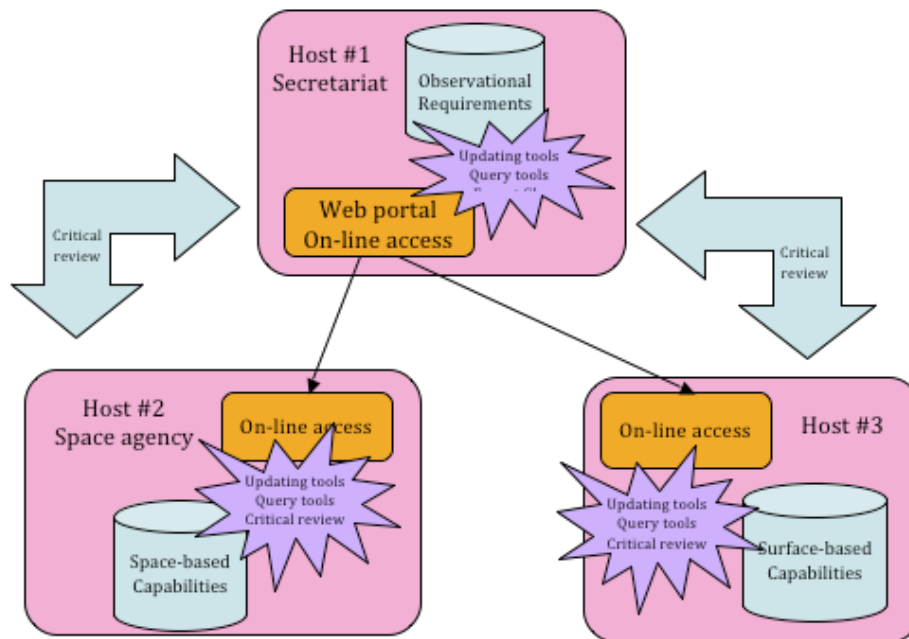 Host #1
Secretariat
Observational
Requirements
Updating tools
Query tools
Web portal
On-line access
Critical
review
Critical
review
Host #2
Space agency
On-line access
Updating tools
Query tools
Critical review
Space-based
Capabilities
On-line access
Host #3
Updating tools
Query tools
Critical review
Surface-based
Capabilities